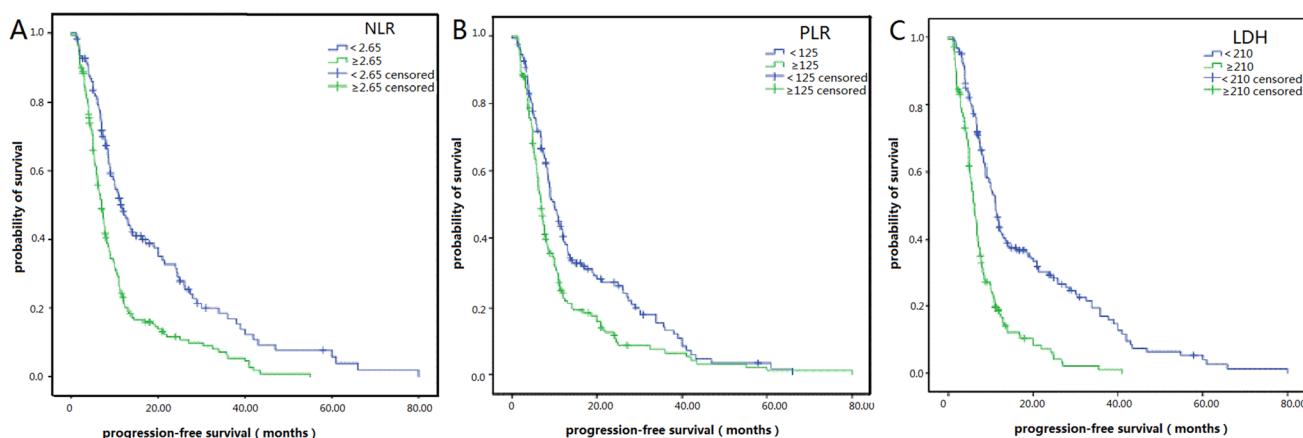 A
NLR
< 2.65
≥2.65
< 2.65 censored
≥2.65 censored
probability of survival
1.0
0.8
0.6
0.4
0.2
0.0
.00
20.00
40.00
60.00
80.00
progression-free survival ( months)
B
PLR
< 125
≥125
< 125 censored
≥125 censored
probability of survival
1.0
0.8
0.6
0.4
0.2
0.0
.00
20.00
40.00
60.00
80.00
progression-free survival ( months)
C
LDH
< 210
≥210
< 210 censored
≥210 censored
probability of survival
1.0
0.8
0.6
0.4
0.2
0.0
.00
20.00
40.00
60.00
80.00
progression-free survival ( months)